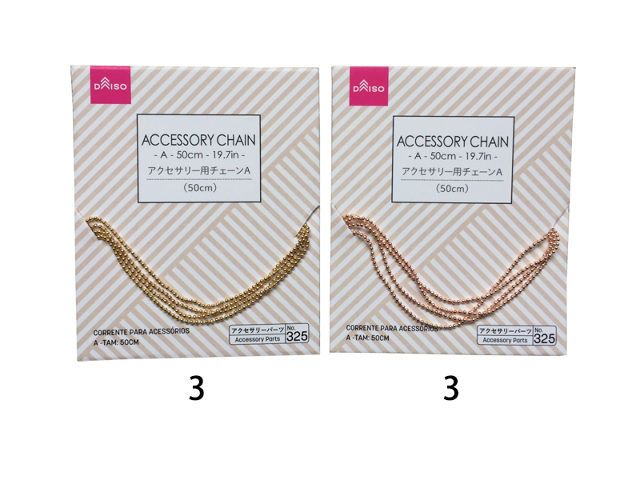 DAISO
ACCESSORY CHAIN
- A - 50cm - 19.7in -
アクセサリー用チェーンA
(50cm)
CORRENTE PARA ACESSÓRIOS
A -TAM: 50CM
アクセサリーパーツ
Accessory Parts
No.
325
3
DAISO
ACCESSORY CHAIN
- A - 50cm - 19.7in -
アクセサリー用チェーンA
(50cm)
CORRENTE PARA ACESSÓRIOS
A -TAM: 50CM
アクセサリーパーツ
Accessory Parts
No.
325
3